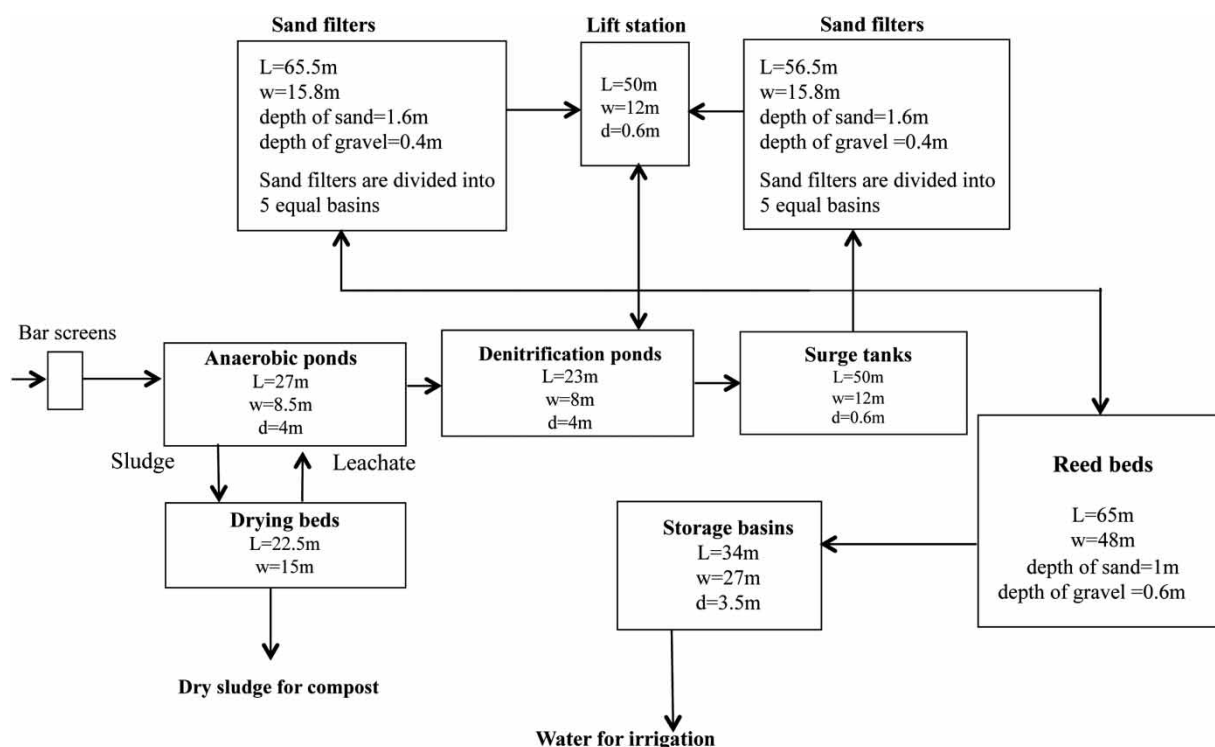 Sand filters
L=65.5m
w=15.8m
depth of sand=1.6m
depth of gravel=0.4m
Sand filters are divided into
5 equal basins
Lift station
L=50m
w=12m
d=0.6m
Sand filters
L=56.5m
w=15.8m
depth of sand=1.6m
depth of gravel =0.4m
Sand filters are divided into
5 equal basins
Bar screens
Anaerobic ponds
L=27m
w=8.5m
d=4m
Denitrification ponds
L=23m
w=8m
d=4m
Surge tanks
L=50m
w=12m
d=0.6m
Sludge
Leachate
Drying beds
L=22.5m
w=15m
Dry sludge for compost
Reed beds
L=65m
w=48m
depth of sand=1m
depth of gravel =0.6m
Storage basins
L=34m
w=27m
d=3.5m
Water for irrigation